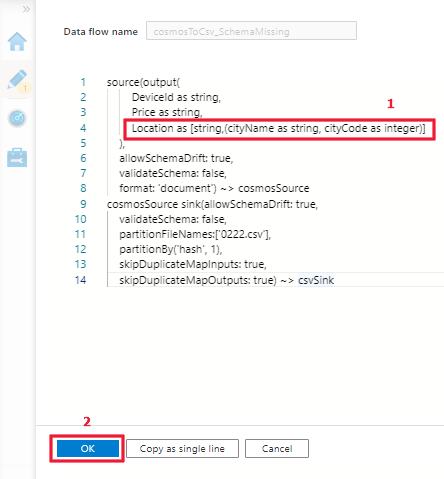 »
Data flow name cosmosToCsv_SchemaMissing
1
1 source(output(
2 DeviceId as string,
3 Price as string,
4 Location as [string,(cityName as string, cityCode as integer)]
5 ),
6 allowSchemaDrift: true,
7 validateSchema: false,
8 format: 'document') ~> cosmosSource
9 cosmosSource sink(allowSchemaDrift: true,
10 validateSchema: false,
11 partitionFileNames:['0222.csv'],
12 partitionBy('hash', 1),
13 skipDuplicateMapInputs: true,
14 skipDuplicateMapOutputs: true) ~> csvSink
2
OK Copy as single line Cancel
1